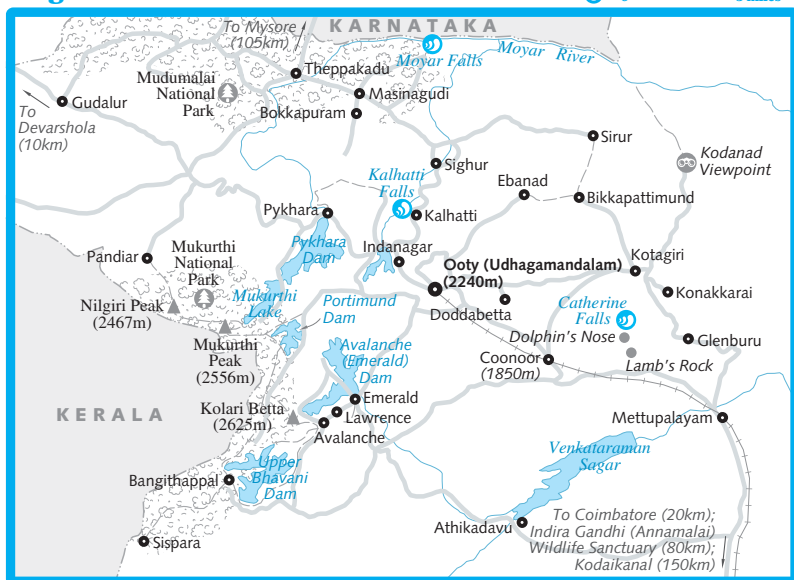 KARNATAKA
To Mysore
(105km)
Moyar Falls
Moyar River
Theppakadu
Mudumalai
National
Park
Masinagudi
Gudalur
Bokkapuram
To
Devarshola
(10km)
Sirur
Kodanad
Viewpoint
Sighur
Kalhatti
Falls
Ebanad
Bikkapattimund
Pykhara
Kalhatti
Pykhara
Dam
Indanagar
Pandiar
Mukurthi
National
Park
Kotagiri
Ooty (Udhagamandalam)
(2240m)
Konakkarai
Nilgiri Peak
(2467m)
Mukurthi
Lake
Portimund
Dam
Doddabetta
Catherine
Falls
Mukurthi
Peak
(2556m)
Avalanche
(Emerald)
Dam
Dolphin's Nose
Glenburu
Coonoor
(1850m)
Lamb's Rock
KERALA
Kolari Betta
(2625m)
Emerald
Lawrence
Avalanche
Mettupalayam
Venkataraman
Sagar
Upper
Bhavani
Dam
Bangithappal
Athikadavu
To Coimbatore (20km);
Indira Gandhi (Annamalai)
Wildlife Sanctuary (80km);
Kodaikanal (150km)
Sispara